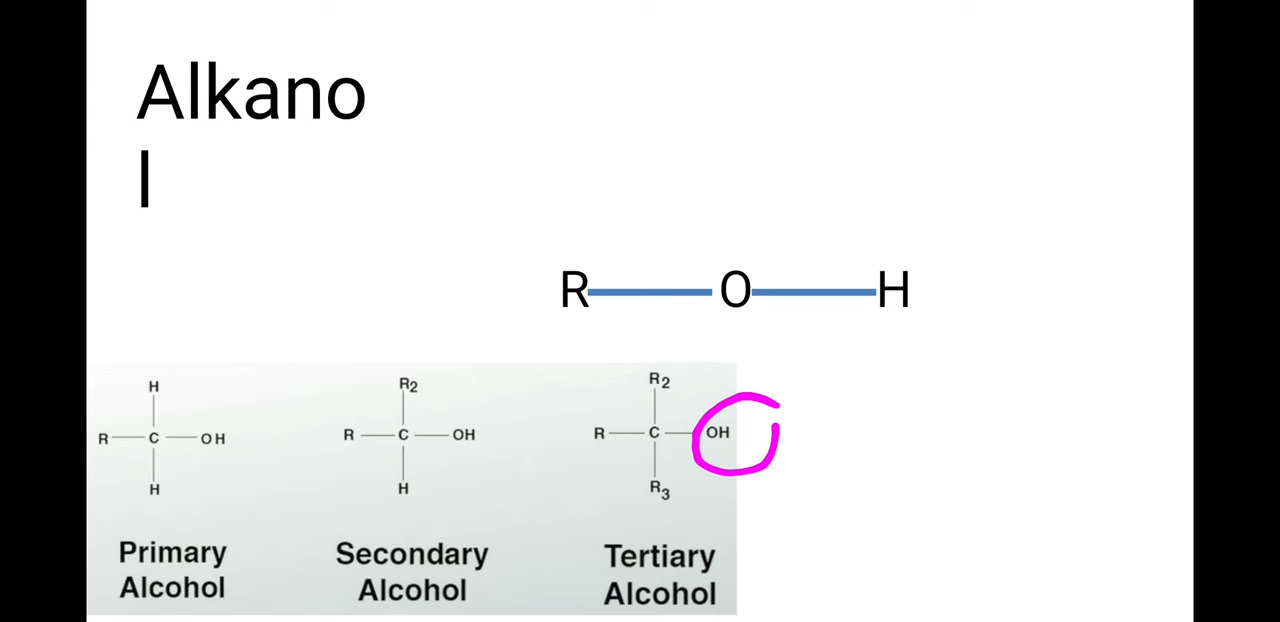 Alkano
l
R O H
H R2 R2
R C OH R C OH R C OH
H H R3
Primary Secondary Tertiary
Alcohol Alcohol Alcohol